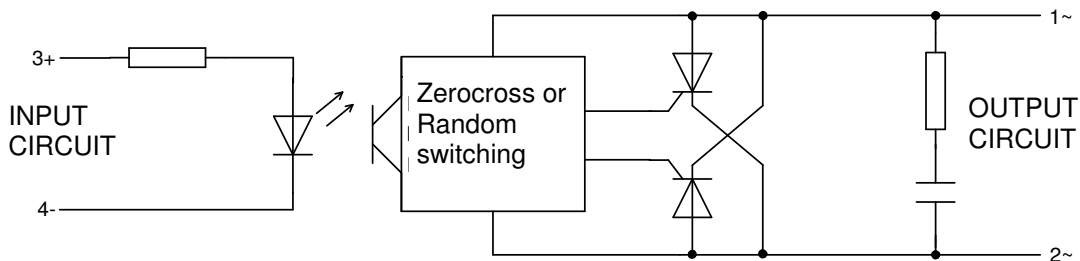 1~
3+
INPUT
CIRCUIT
4-
Zerocross or
Random
switching
OUTPUT
CIRCUIT
2~